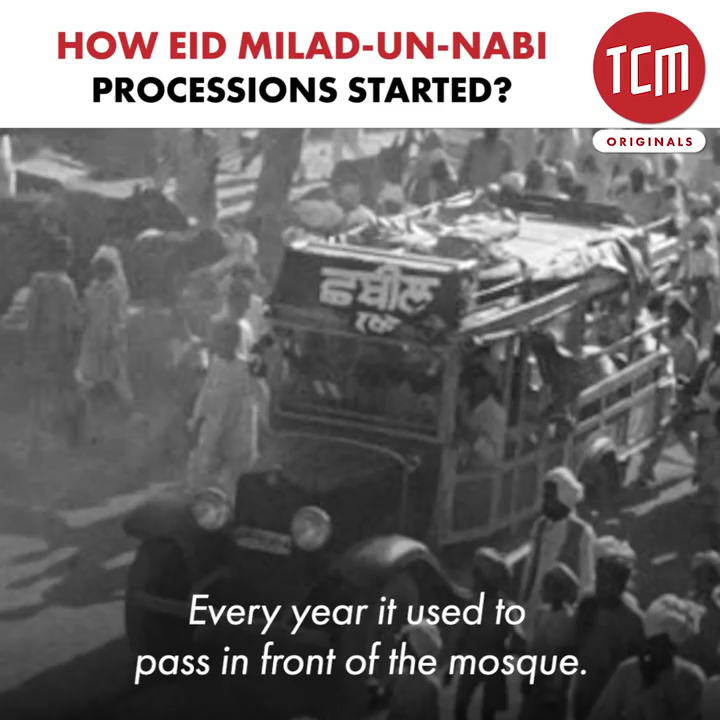 HOW EID MILAD-UN-NABI
PROCESSIONS STARTED?
TCM
ORIGINALS
ਛਬੀਲ
Every year it used to
pass in front of the mosque.